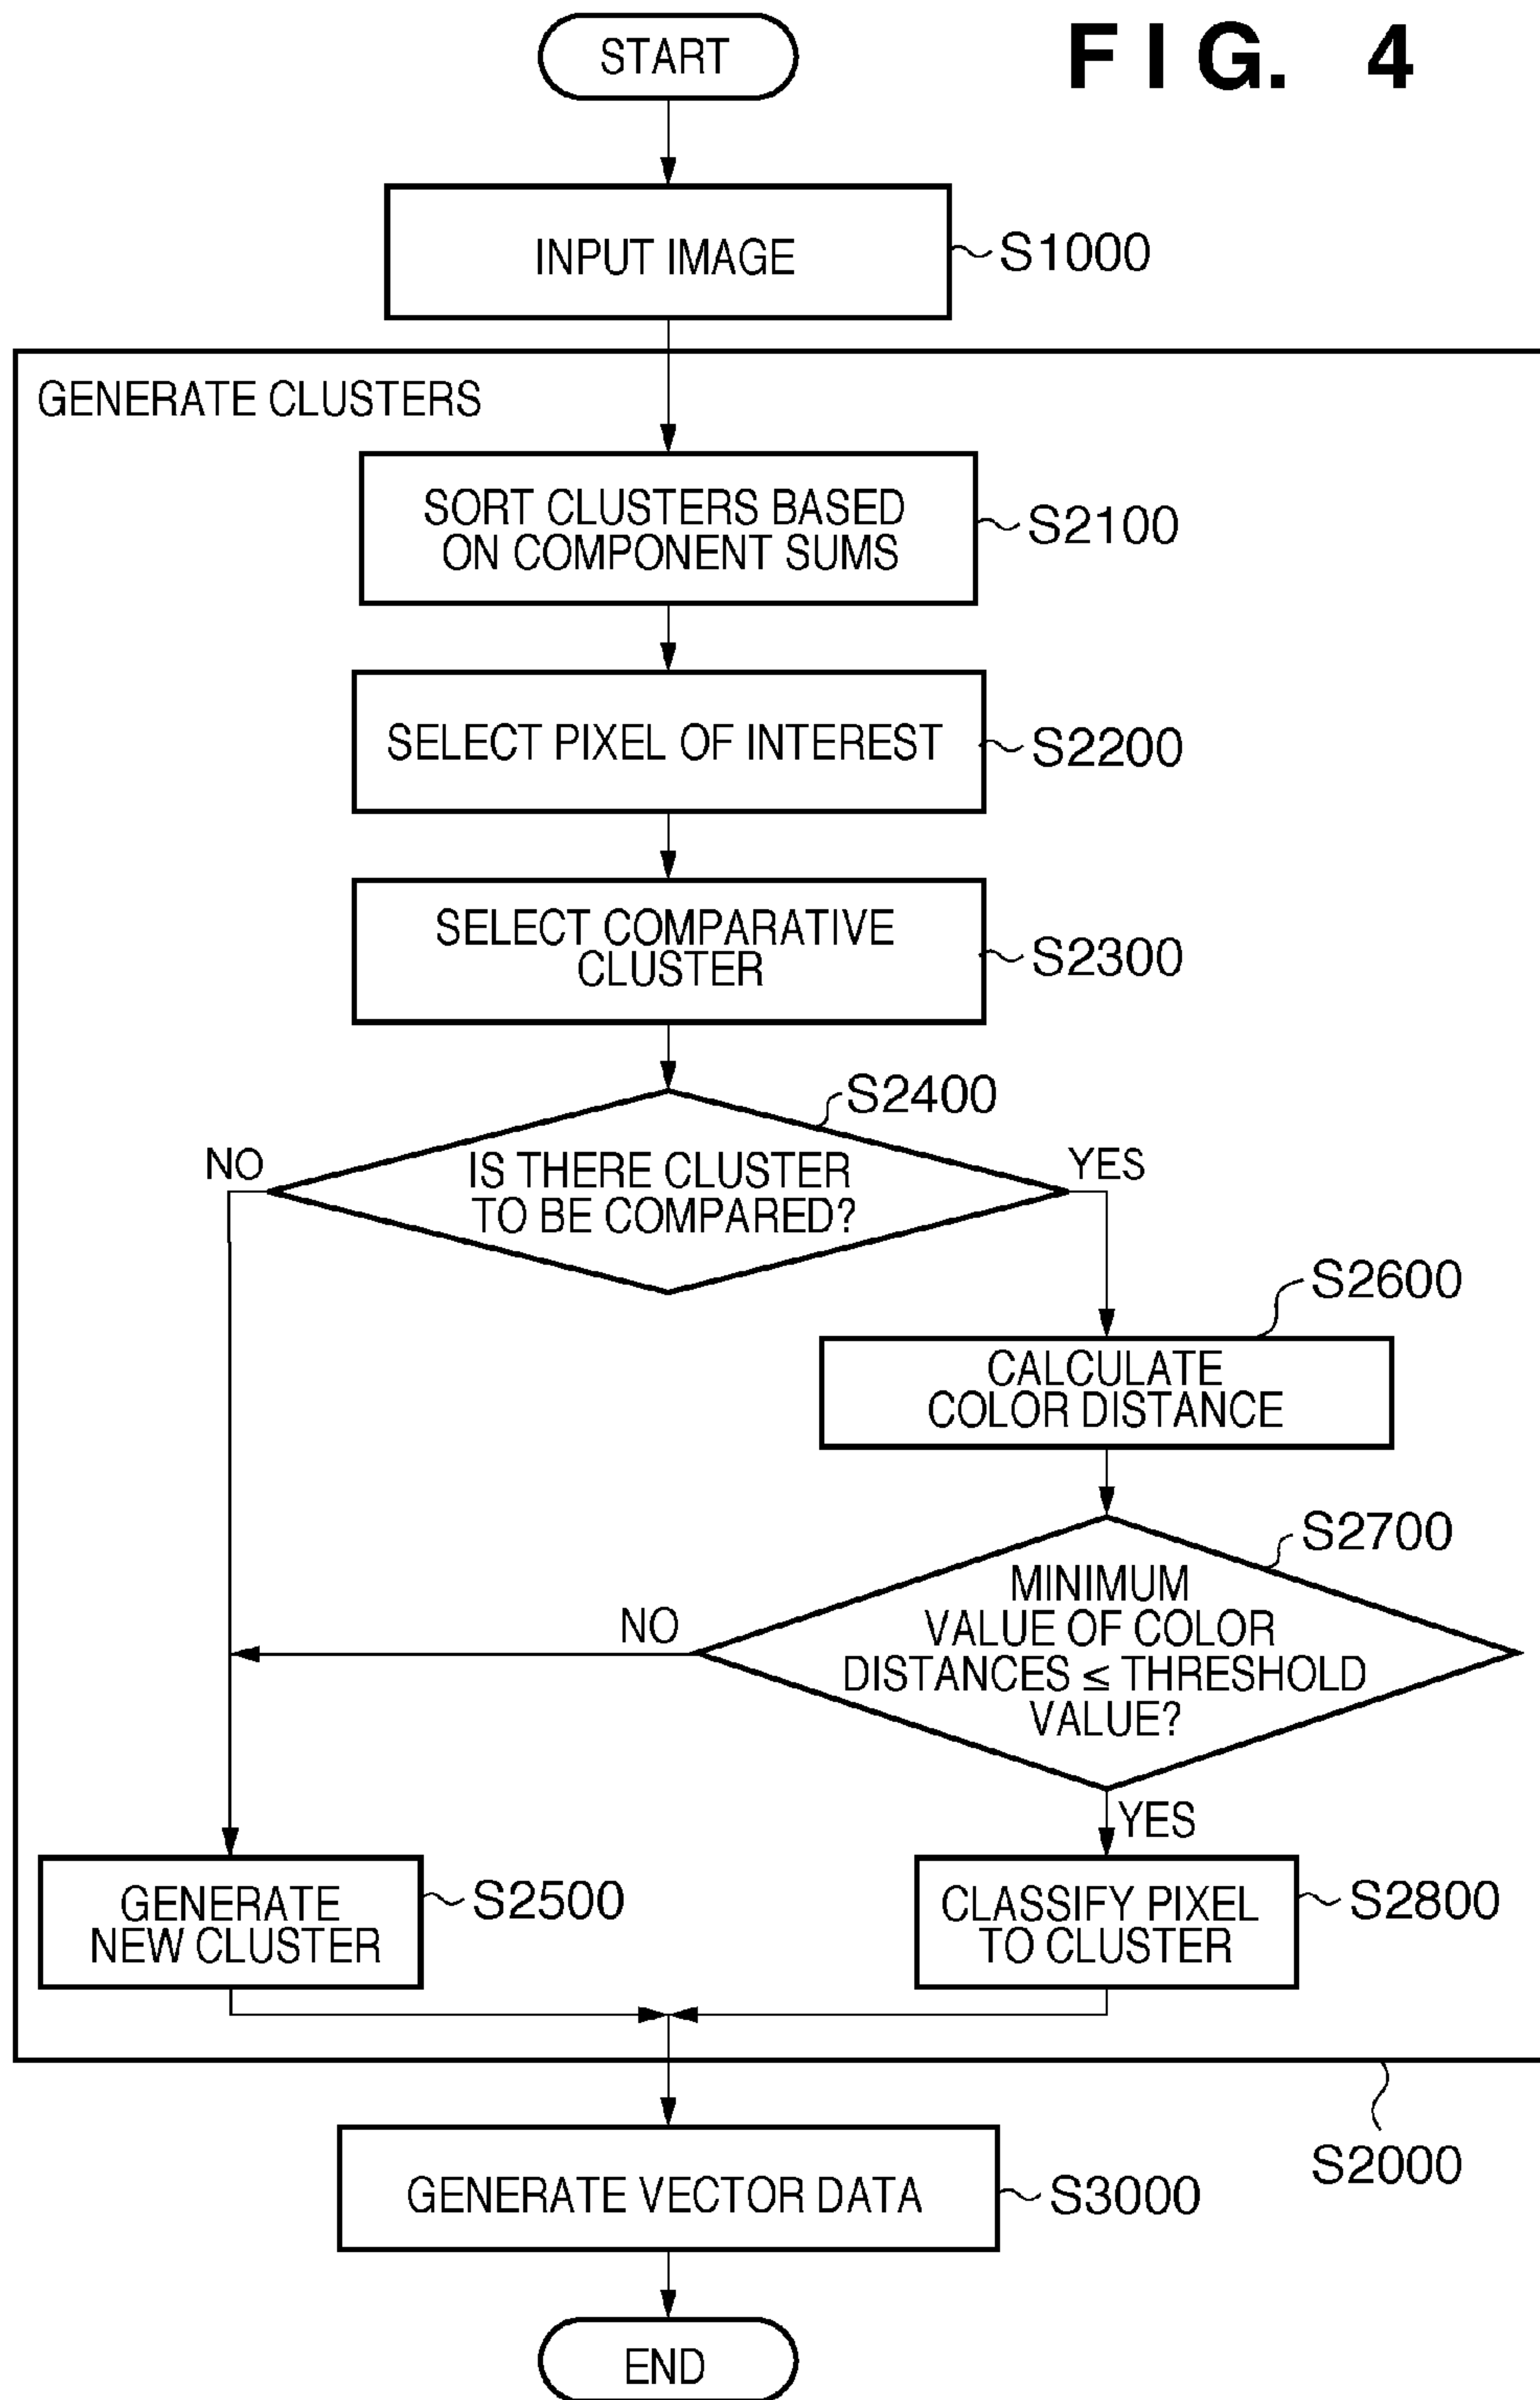 FIG. 4
START
INPUT IMAGE
S1000
GENERATE CLUSTERS
SORT CLUSTERS BASED
ON COMPONENT SUMS
S2100
SELECT PIXEL OF INTEREST
S2200
SELECT COMPARATIVE
CLUSTER
S2300
S2400
NO
IS THERE CLUSTER
TO BE COMPARED?
YES
S2600
CALCULATE
COLOR DISTANCE
S2700
MINIMUM
VALUE OF COLOR
DISTANCES ≤ THRESHOLD
VALUE?
NO
YES
GENERATE
NEW CLUSTER
S2500
CLASSIFY PIXEL
TO CLUSTER
S2800
S2000
GENERATE VECTOR DATA
S3000
END